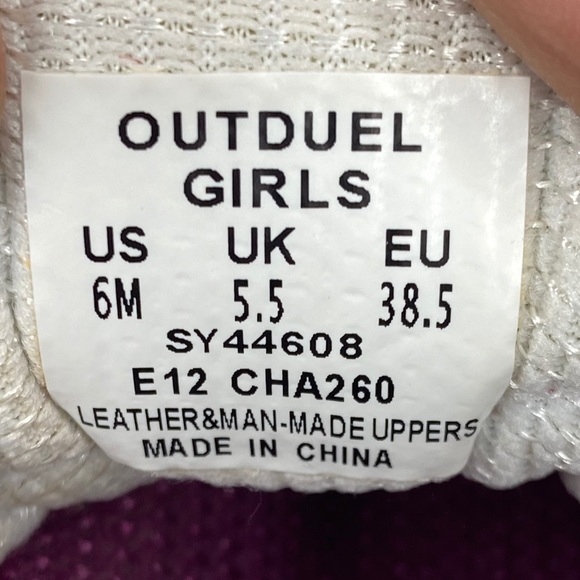 OUTDUEL
GIRLS
US UK EU
6M 5.5 38.5
SY44608
E12 CHA260
LEATHER&MAN-MADE UPPERS
MADE IN CHINA